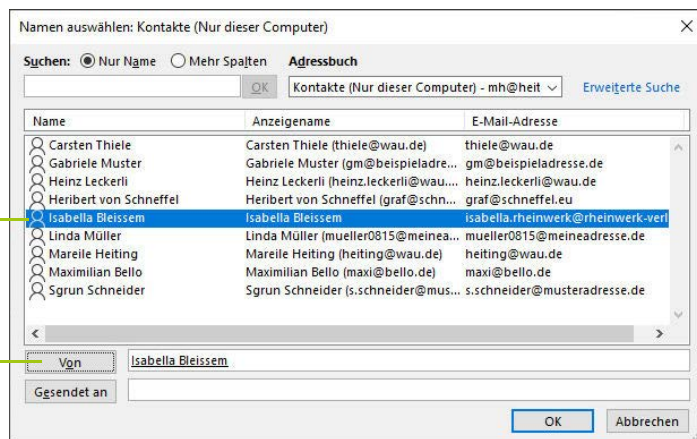 Namen auswählen: Kontakte (Nur dieser Computer)
Suchen: Nur Name Mehr Spalten Adressbuch
OK Kontakte (Nur dieser Computer) - mh@heit Erweiterte Suche
Name Anzeigename E-Mail-Adresse
Carsten Thiele Carsten Thiele (thiele@wau.de) thiele@wau.de
Gabriele Muster Gabriele Muster (gm@beispieladre... gm@beispieladresse.de
Heinz Leckerli Heinz Leckerli (heinz.leckerli@wau.... heinz.leckerli@wau.de
Heribert von Schneffel Heribert von Schneffel (graf@schn... graf@schneffel.eu
Isabella Bleissem Isabella Bleissem isabella.rheinwerk@rheinwerk-verl
Linda Müller Linda Müller (mueller0815@meinea... mueller0815@meineadresse.de
Mareile Heiting Mareile Heiting (heiting@wau.de) heiting@wau.de
Maximilian Bello Maximilian Bello (maxi@bello.de) maxi@bello.de
Sgrun Schneider Sgrun Schneider (s.schneider@mus... s.schneider@musteradresse.de
Von Isabella Bleissem
Gesendet an
OK Abbrechen